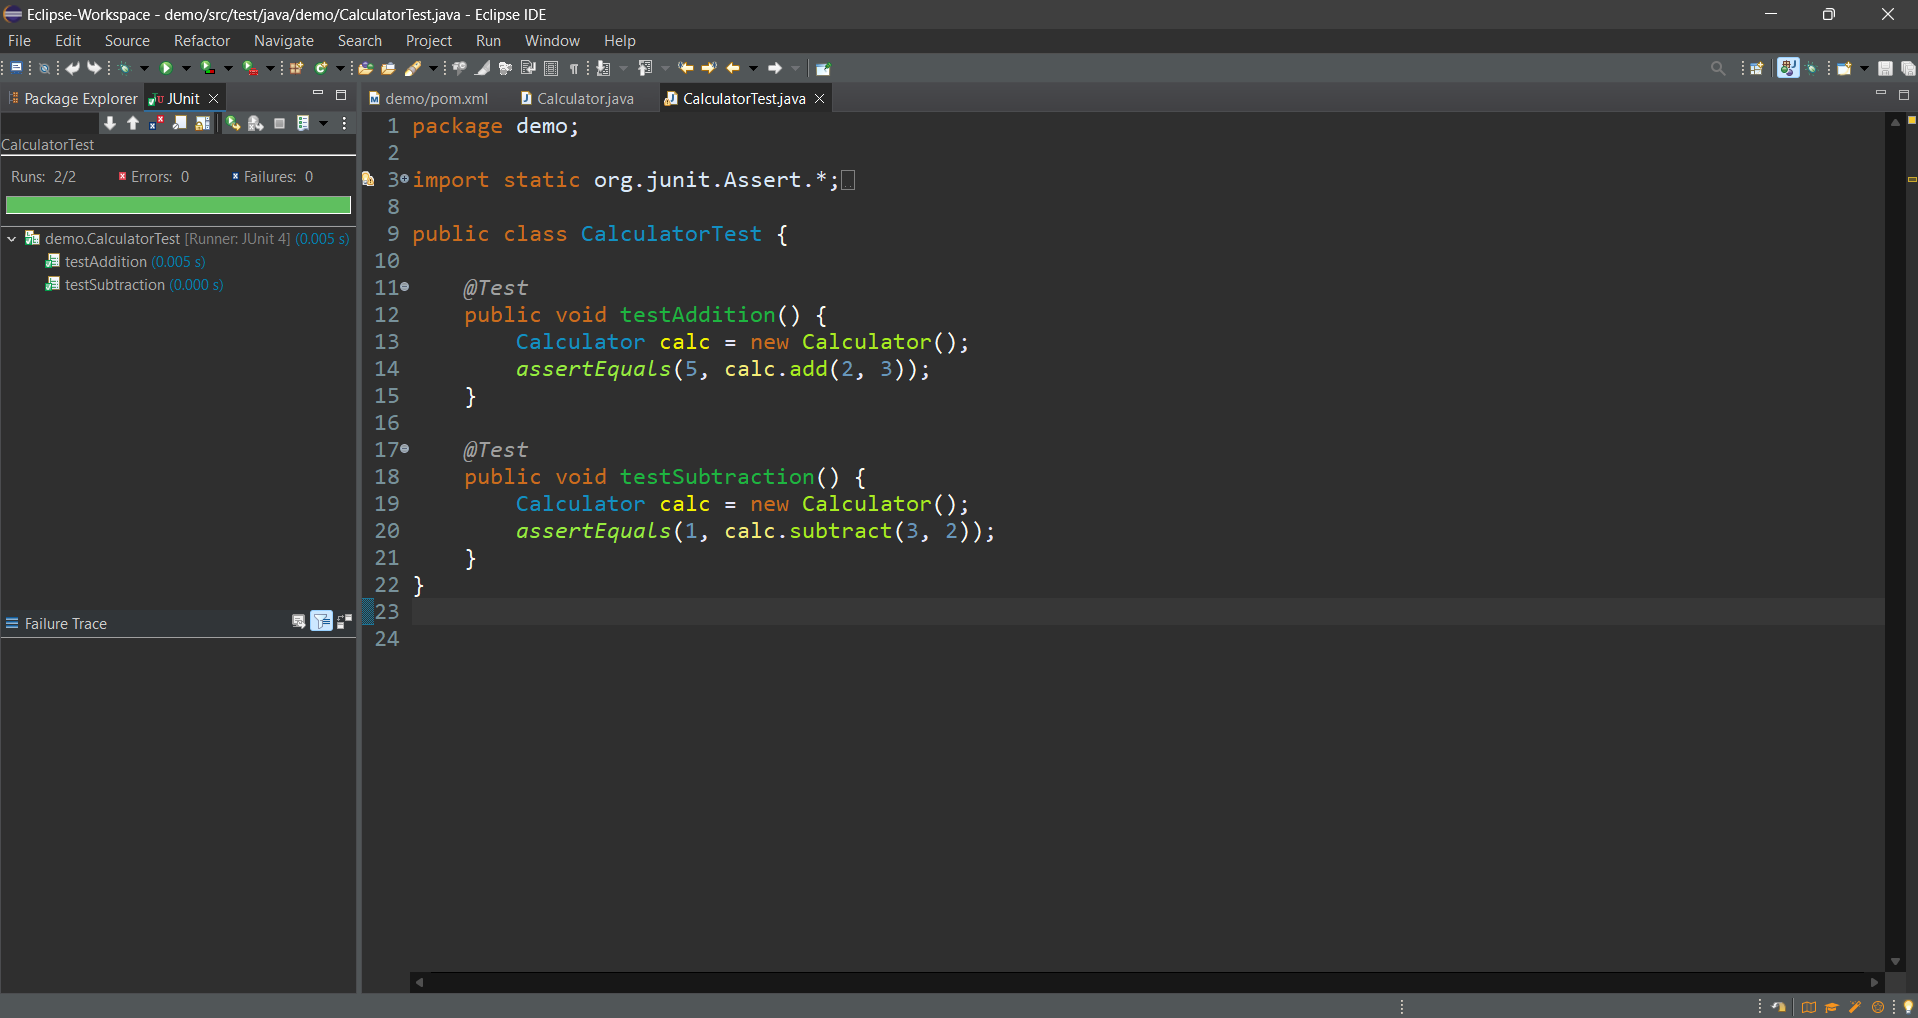 Eclipse-Workspace - demo/src/test/java/demo/CalculatorTest.java - Eclipse IDE
File Edit Source Refactor Navigate Search Project Run Window Help
Package Explorer JUnit
demo/pom.xml Calculator.java CalculatorTest.java
CalculatorTest
Runs: 2/2 Errors: 0 Failures: 0
demo.CalculatorTest [Runner: JUnit 4] (0.005 s)
testAddition (0.005 s)
testSubtraction (0.000 s)
Failure Trace
1 package demo;
2
3 import static org.junit.Assert.*;
8
9 public class CalculatorTest {
10
11 @Test
12 public void testAddition() {
13 Calculator calc = new Calculator();
14 assertEquals(5, calc.add(2, 3));
15 }
16
17 @Test
18 public void testSubtraction() {
19 Calculator calc = new Calculator();
20 assertEquals(1, calc.subtract(3, 2));
21 }
22 }
23
24